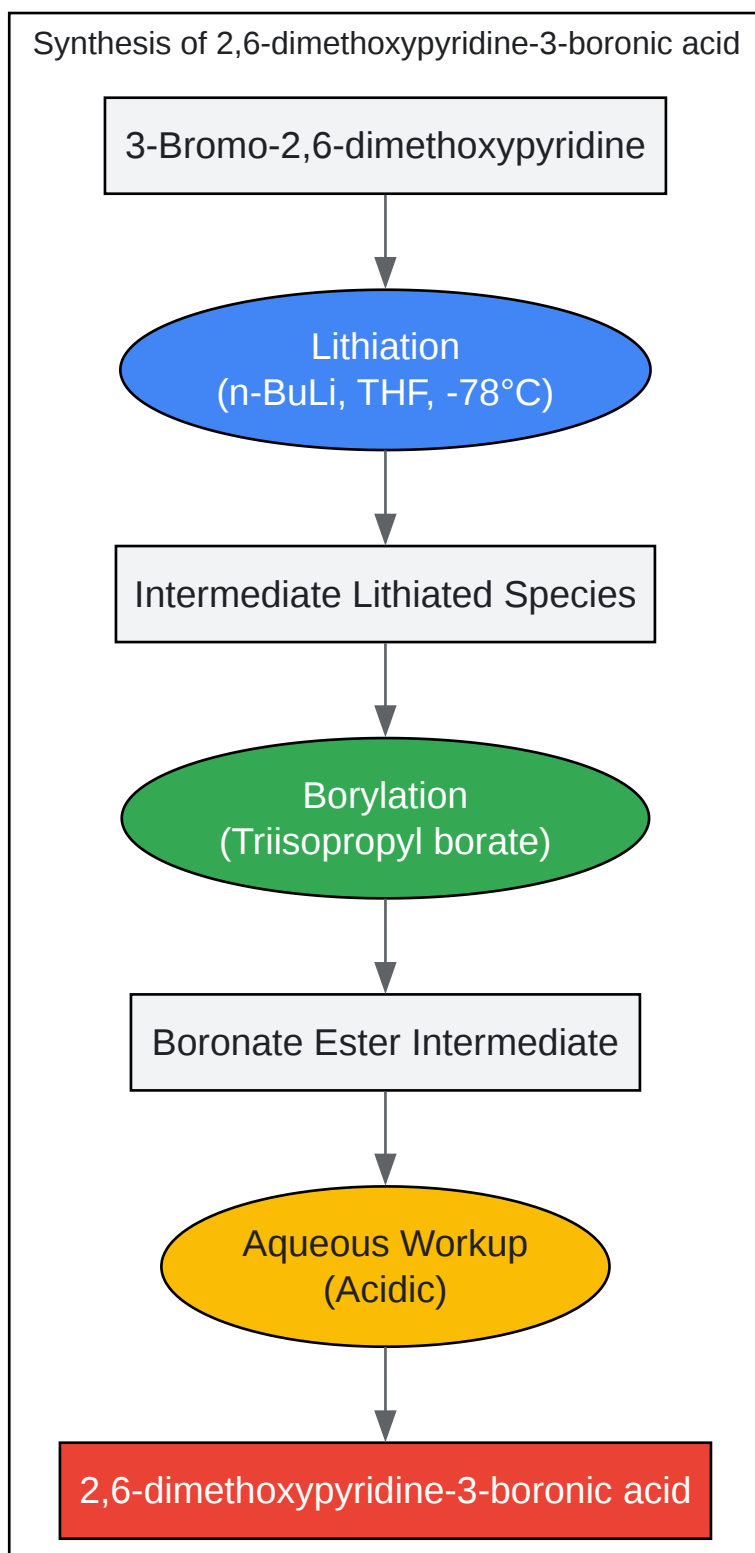 Synthesis of 2,6-dimethoxypyridine-3-boronic acid
3-Bromo-2,6-dimethoxypyridine
Lithiation
(n-BuLi, THF, -78°C)
Intermediate Lithiated Species
Borylation
(Triisopropyl borate)
Boronate Ester Intermediate
Aqueous Workup
(Acidic)
2,6-dimethoxypyridine-3-boronic acid